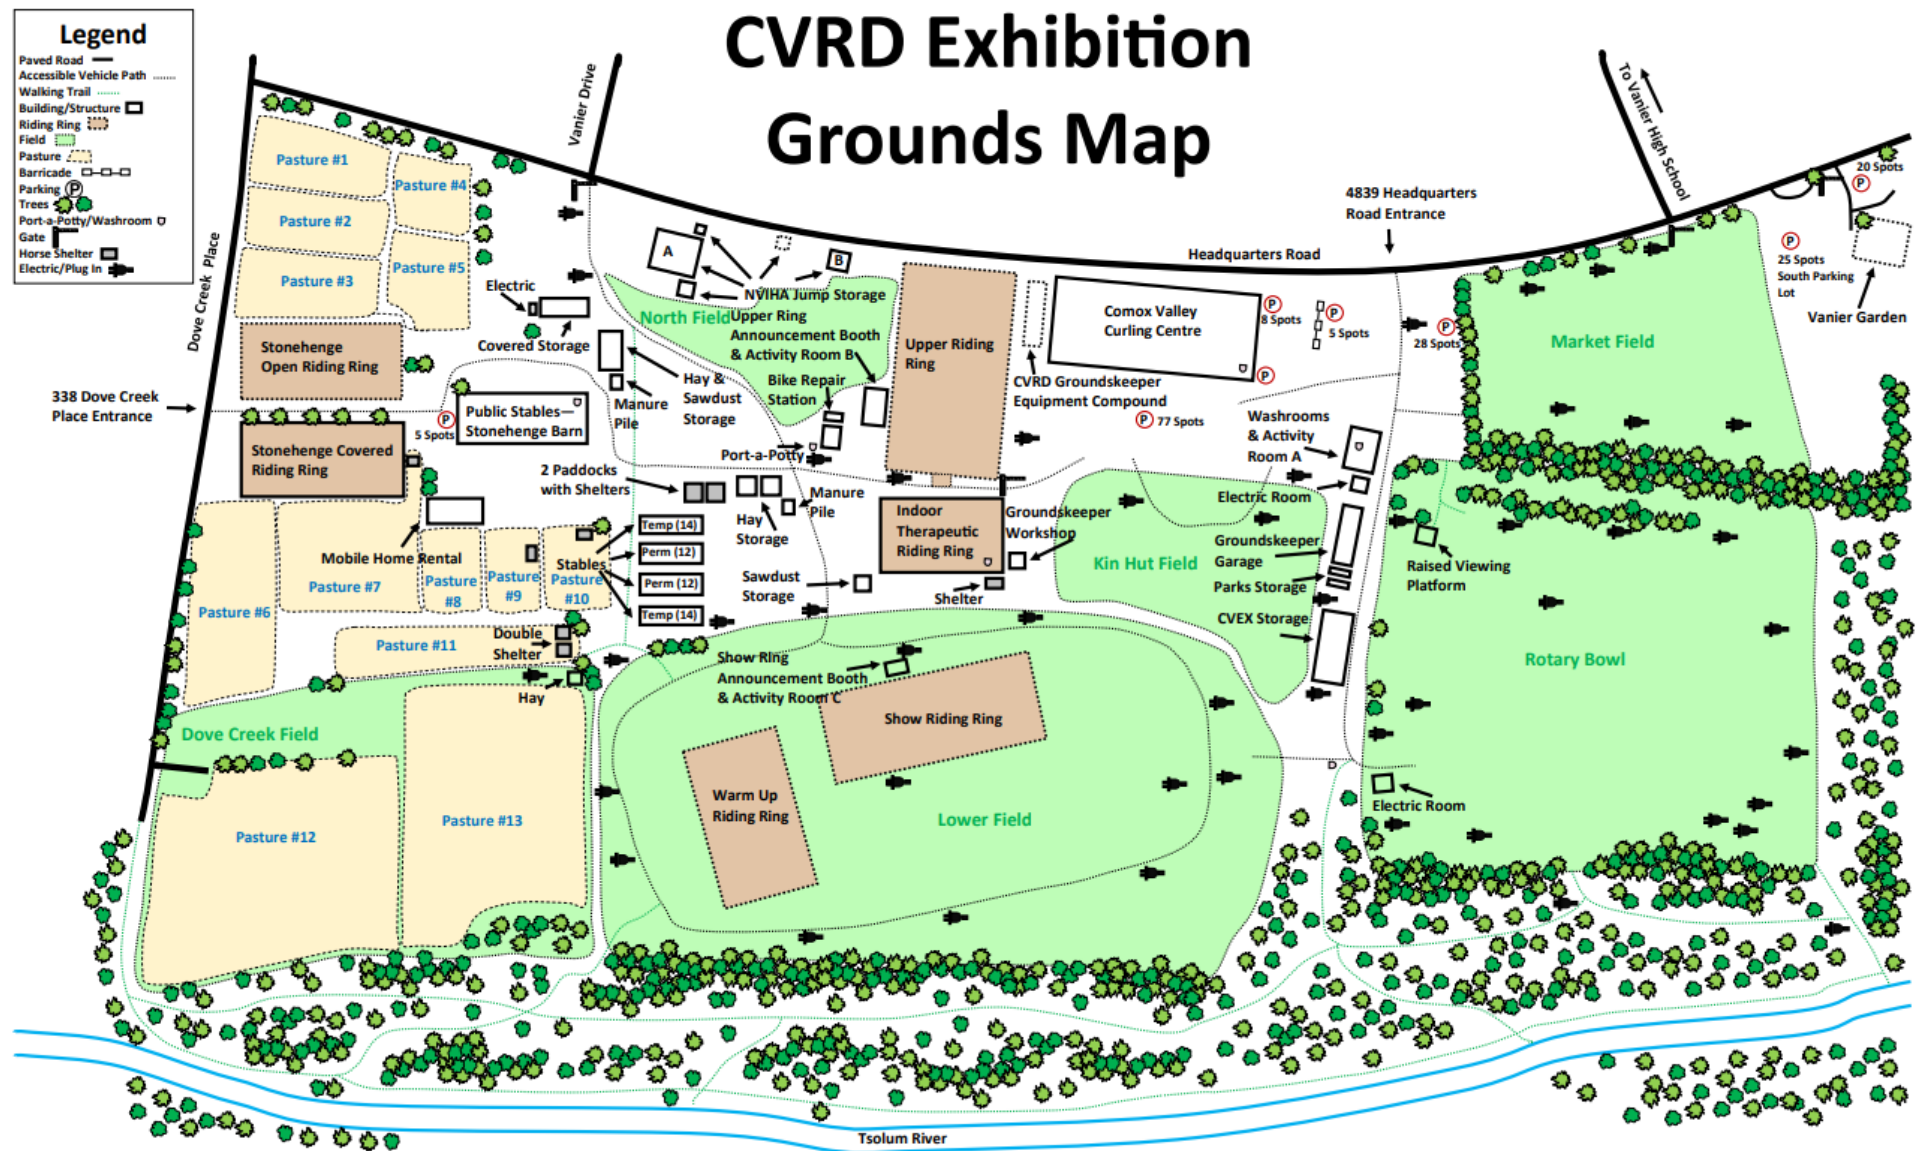 CVRD Exhibition
Grounds Map
Legend
Paved Road
Accessible Vehicle Path
Walking Trail
Building/Structure
Riding Ring
Field
Pasture
Barricade
Parking P
Trees
Port-a-Potty/Washroom
Gate
Horse Shelter
Electric/Plug In
Vanier Drive
To Vanier High School
20 Spots
P
4839 Headquarters
Road Entrance
Headquarters Road
Dove Creek Place
Pasture #1
Pasture #2
Pasture #3
Pasture #4
Pasture #5
A
B
NVIHA Jump Storage
Electric
Covered Storage
North Field
Upper Ring
Announcement Booth
& Activity Room B
Upper Riding
Ring
Comox Valley
Curling Centre
P
8 Spots
P
5 Spots
P
28 Spots
P
P
25 Spots
South Parking
Lot
Vanier Garden
Market Field
Stonehenge
Open Riding Ring
338 Dove Creek
Place Entrance
P
5 Spots
Public Stables—
Stonehenge Barn
Hay &
Sawdust
Storage
Manure
Pile
Bike Repair
Station
CVRD Groundskeeper
Equipment Compound
P 77 Spots
Washrooms
& Activity
Room A
Stonehenge Covered
Riding Ring
Port-a-Potty
2 Paddocks
with Shelters
Hay
Storage
Manure
Pile
Electric Room
Indoor
Therapeutic
Riding Ring
Groundskeeper
Workshop
Kin Hut Field
Groundskeeper
Garage
Parks Storage
CVEX Storage
Raised Viewing
Platform
Mobile Home Rental
Pasture #6
Pasture #7
Pasture
#8
Pasture
#9
Pasture
#10
Stables
Temp (14)
Perm (12)
Perm (12)
Temp (14)
Sawdust
Storage
Shelter
Pasture #11
Double
Shelter
Hay
Show Ring
Announcement Booth
& Activity Room C
Show Riding Ring
Rotary Bowl
Dove Creek Field
Warm Up
Riding Ring
Lower Field
Electric Room
Pasture #12
Pasture #13
Tsolum River